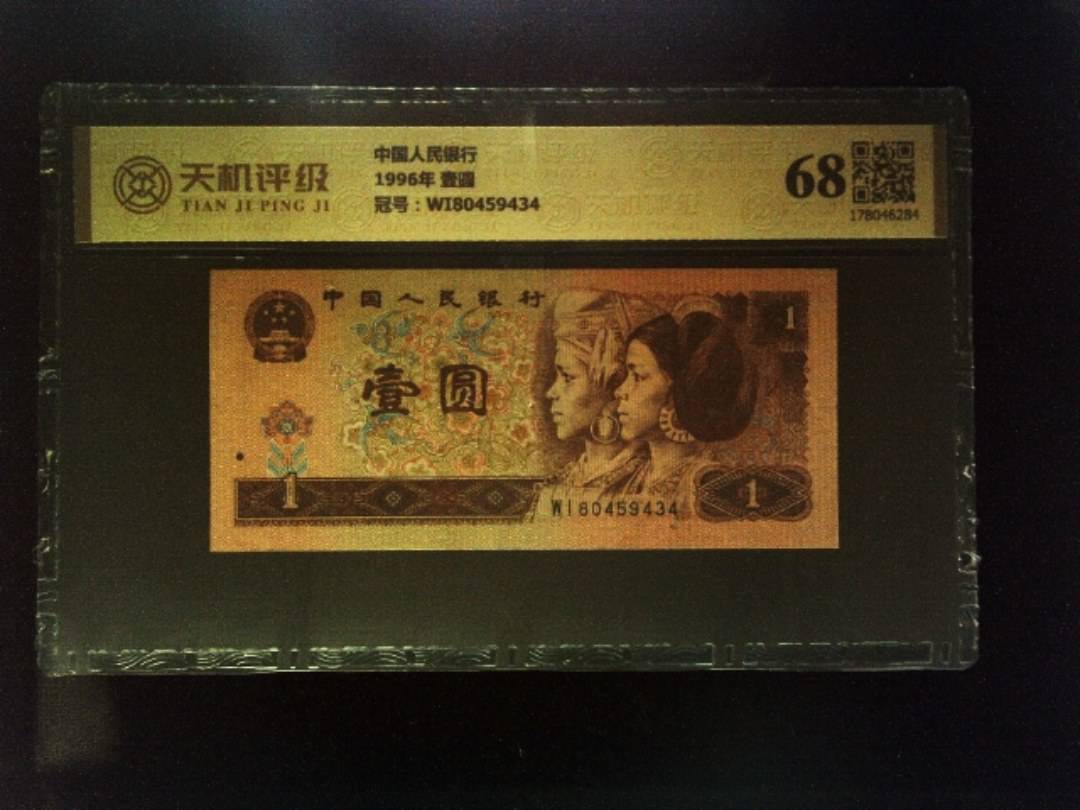 天机评级
TIAN JI PING JI
中国人民银行
1996年 壹圆
冠号：WI80459434
68
178046284
中国人民银行
1
壹圆
1
WI80459434
1